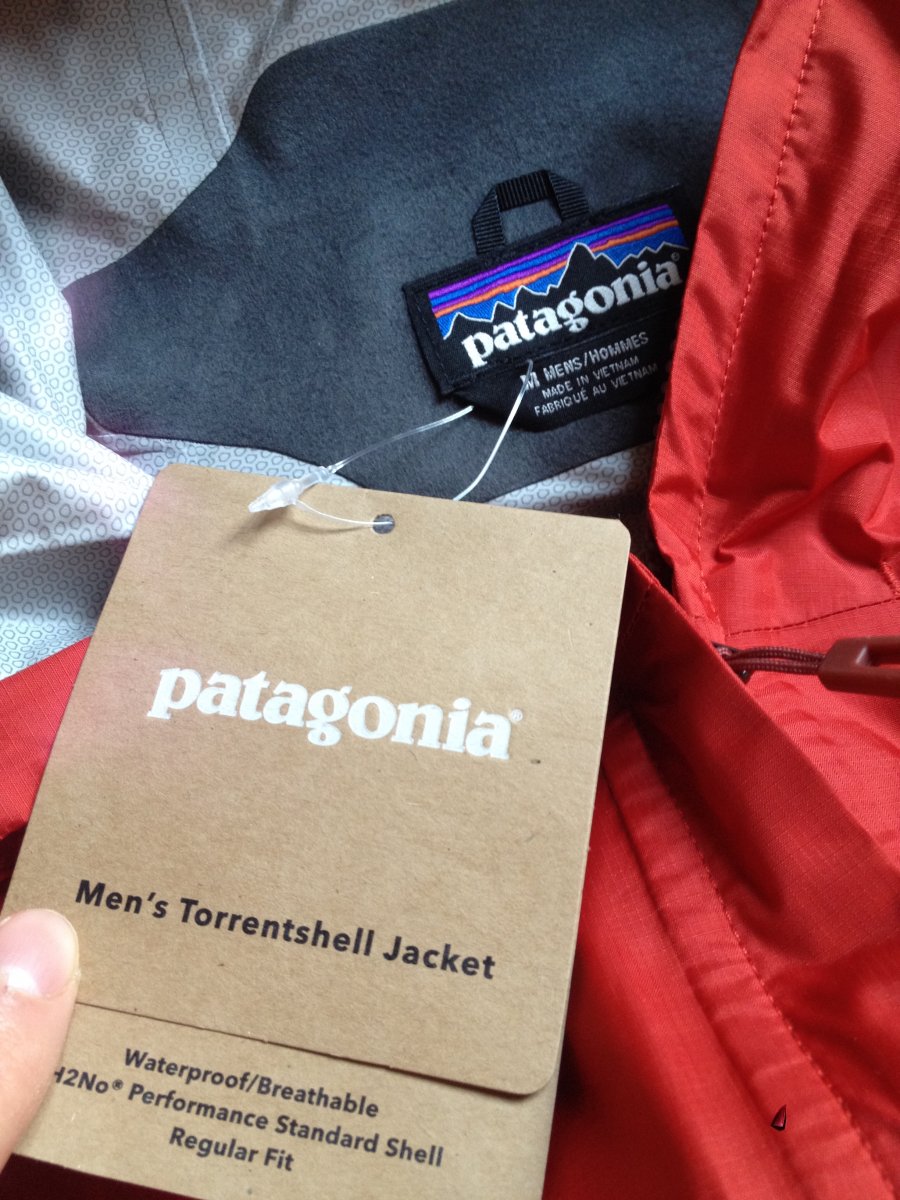 patagonia®
M MENS/HOMMES
MADE IN VIETNAM
FABRIQUÉ AU VIETNAM
patagonia®
Men's Torrentshell Jacket
Waterproof/Breathable
H2No® Performance Standard Shell
Regular Fit